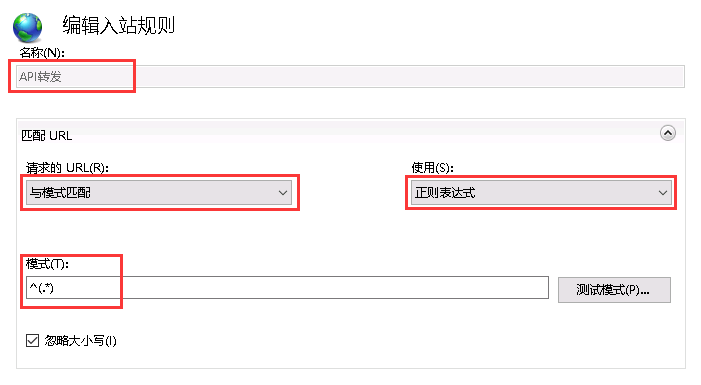 编辑入站规则
名称(N):
API转发
匹配 URL
请求的 URL(R): 使用(S):
与模式匹配 正则表达式
模式(T):
^(.*) 测试模式(P)...
忽略大小写(I)